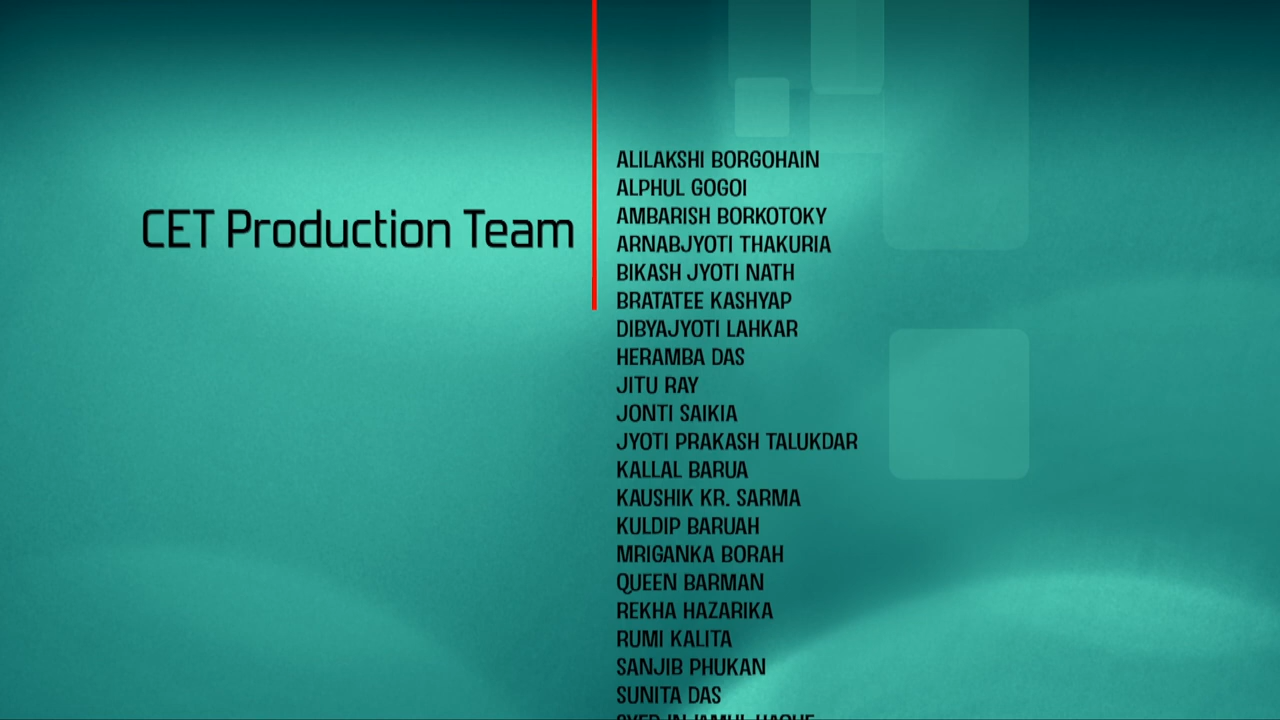 CET Production Team
ALILAKSHI BORGOHAIN
ALPHUL GOGOI
AMBARISH BORKOTOKY
ARNABJYOTI THAKURIA
BIKASH JYOTI NATH
BRATATEE KASHYAP
DIBYAJYOTI LAHKAR
HERAMBA DAS
JITU RAY
JONTI SAIKIA
JYOTI PRAKASH TALUKDAR
KALLAL BARUA
KAUSHIK KR. SARMA
KULDIP BARUAH
MRIGANKA BORAH
QUEEN BARMAN
REKHA HAZARIKA
RUMI KALITA
SANJIB PHUKAN
SUNITA DAS